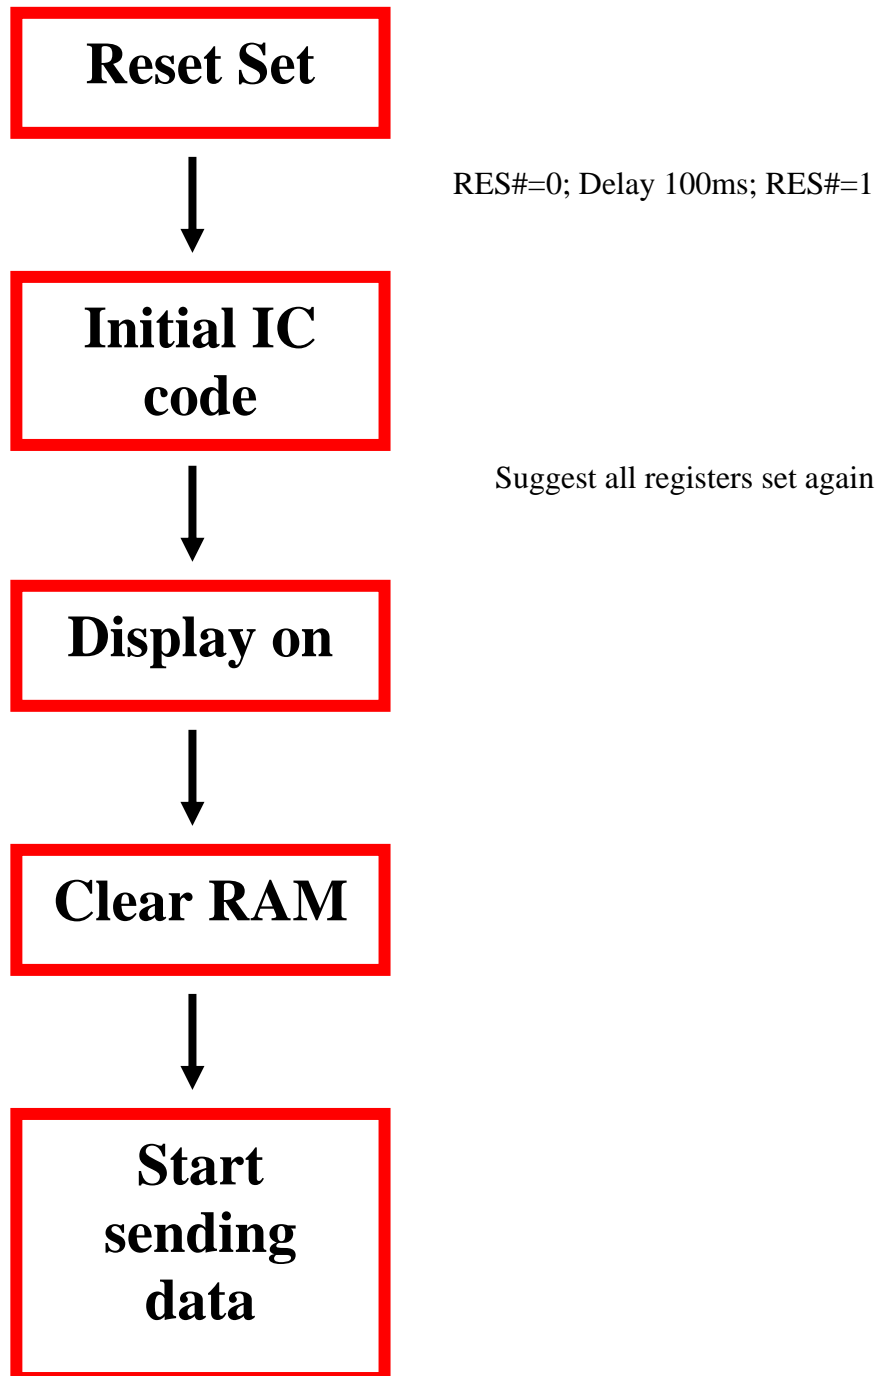 Reset Set
RES#=0; Delay 100ms; RES#=1
Initial IC
code
Suggest all registers set again
Display on
Clear RAM
Start
sending
data